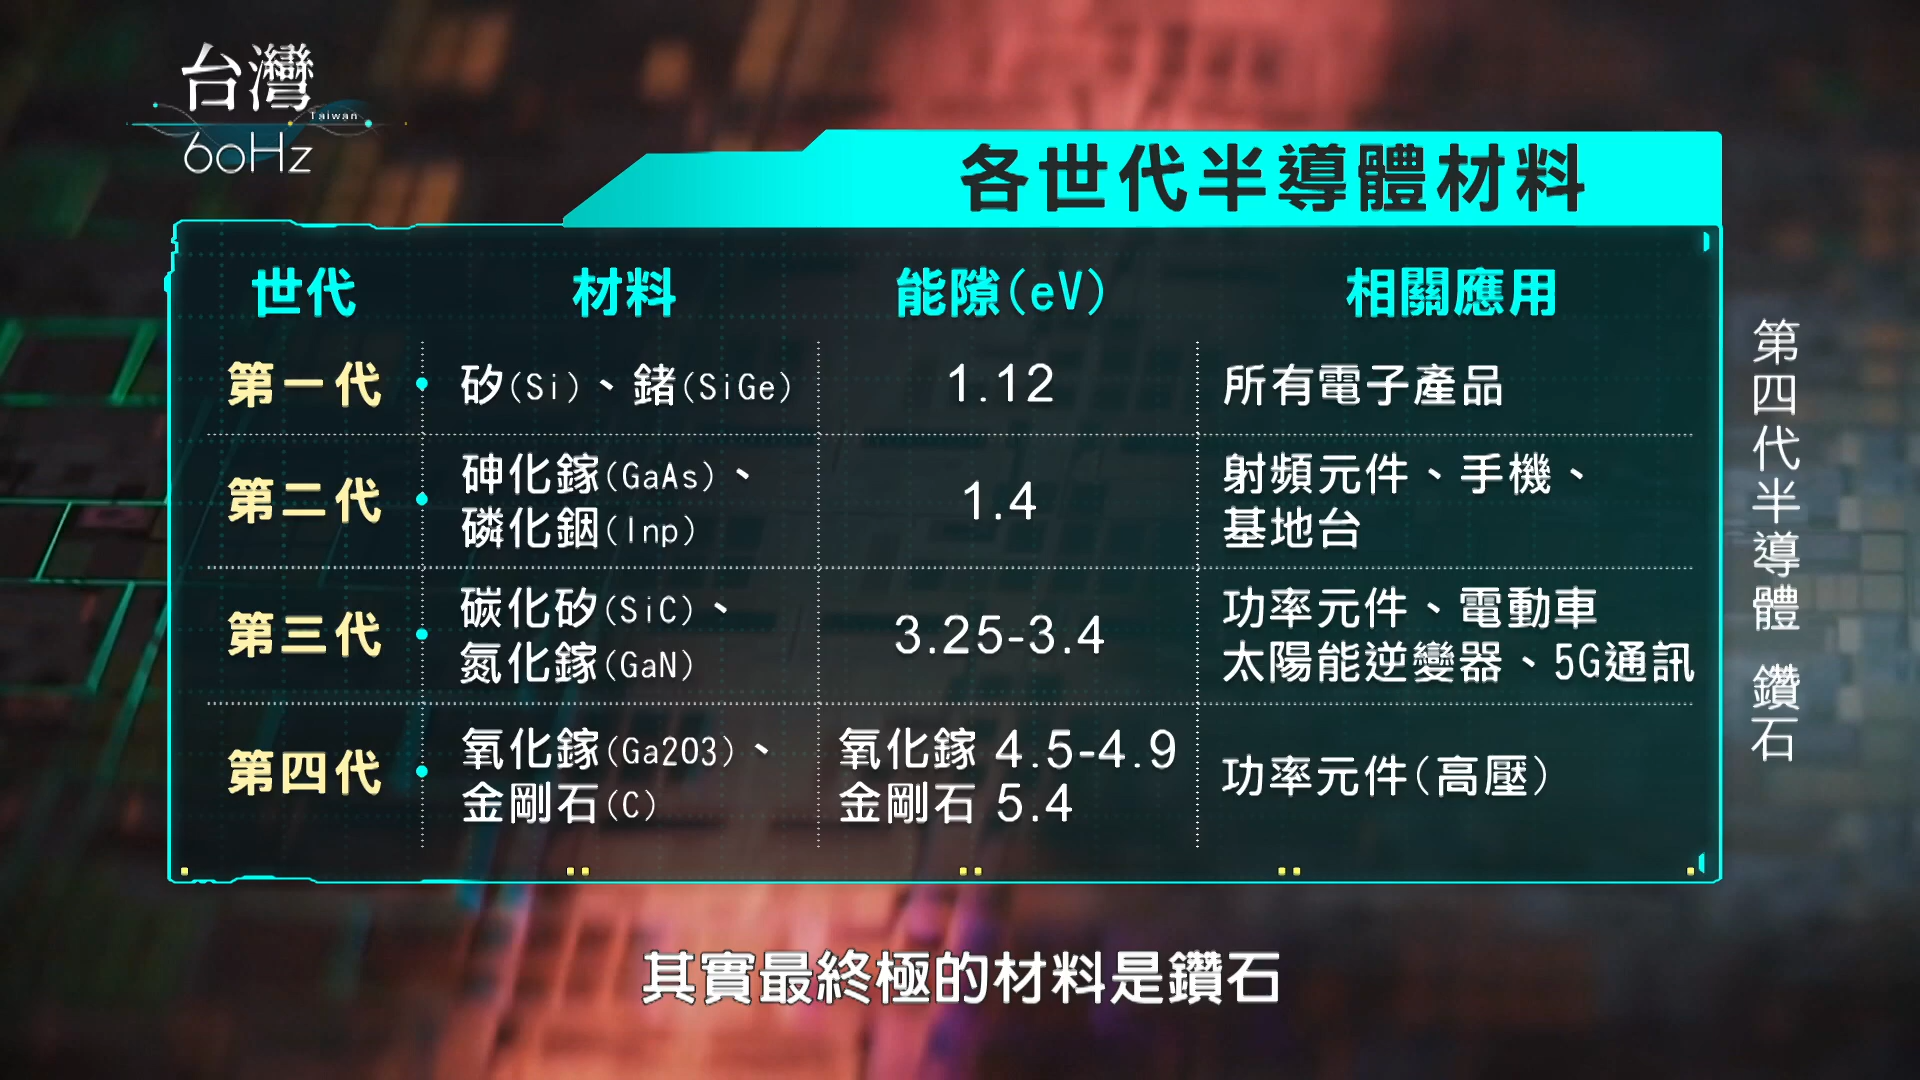 台灣
Taiwan
60Hz
各世代半導體材料
世代 材料 能隙(eV) 相關應用
第一代 矽(Si)、鍺(SiGe) 1.12 所有電子產品
第二代 砷化鎵(GaAs)、
磷化銦(Inp) 1.4 射頻元件、手機、
基地台
第三代 碳化矽(SiC)、
氮化鎵(GaN) 3.25-3.4 功率元件、電動車
太陽能逆變器、5G通訊
第四代 氧化鎵(Ga2O3)、
金剛石(C) 氧化鎵 4.5-4.9
金剛石 5.4 功率元件(高壓)
第四代半導體 鑽石
其實最終極的材料是鑽石